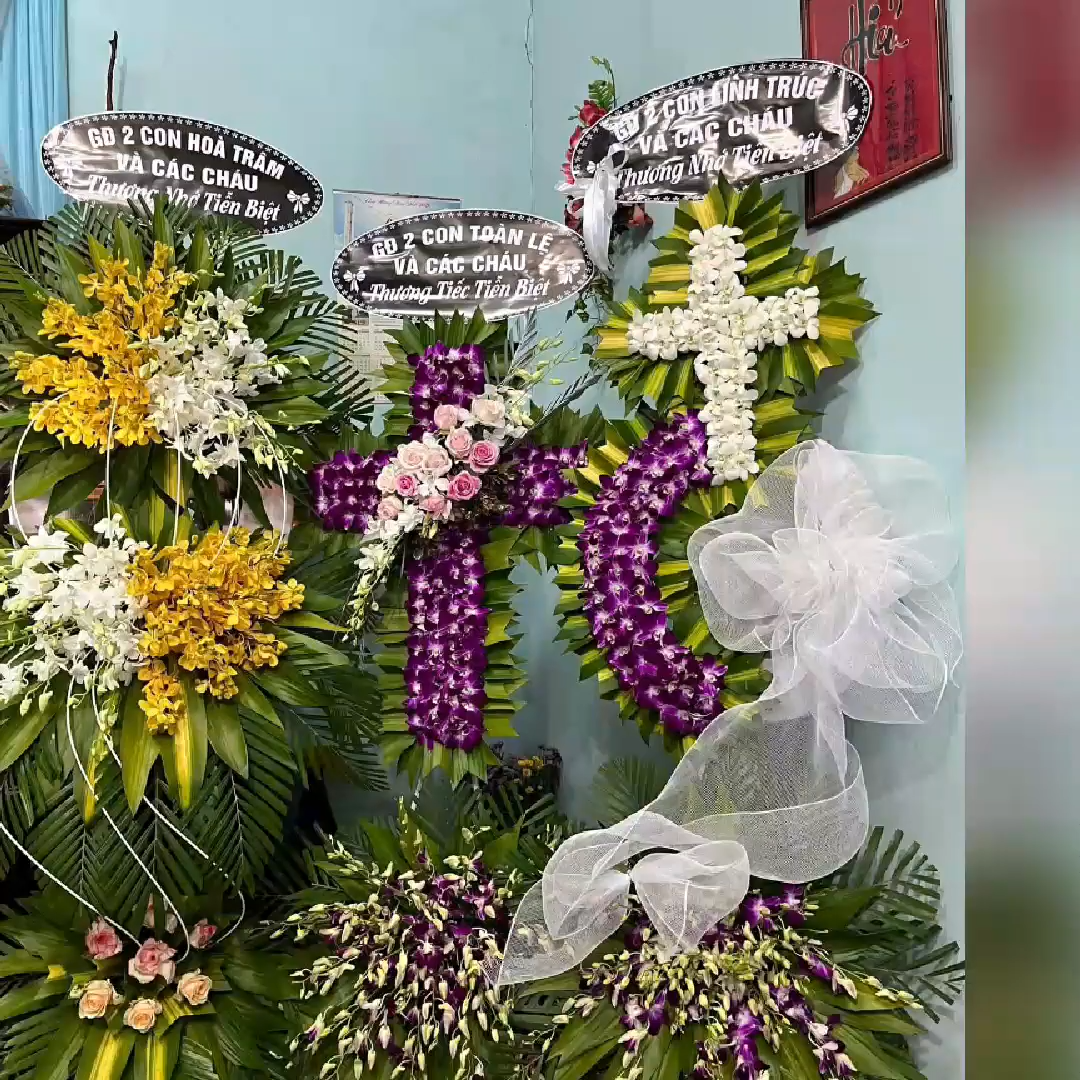 GĐ 2 CON HOÀ TRÂM
VÀ CÁC CHÁU
Thương Nhớ Tiễn Biệt
GĐ 2 CON TOÀN LỆ
VÀ CÁC CHÁU
Thương Tiếc Tiễn Biệt
GĐ 2 CON LINH TRÚC
VÀ CÁC CHÁU
Thương Nhớ Tiễn Biệt